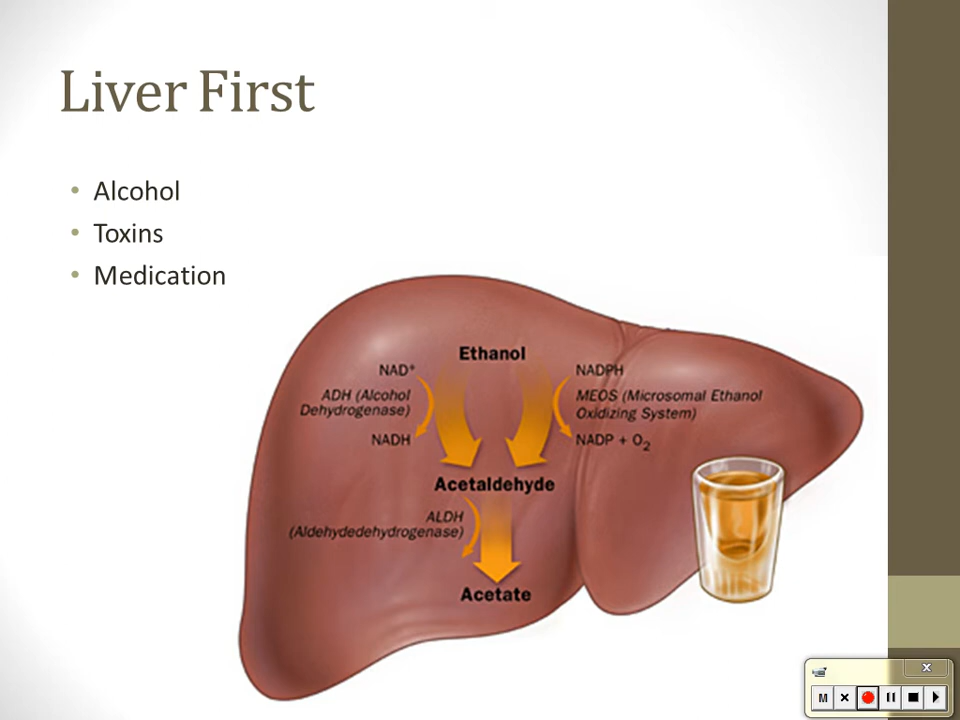 Liver First
• Alcohol
• Toxins
• Medication
Ethanol
NAD⁺
ADH (Alcohol
Dehydrogenase)
NADH
NADPH
MEOS (Microsomal Ethanol
Oxidizing System)
NADP + O₂
Acetaldehyde
ALDH
(Aldehydedehydrogenase)
Acetate
M